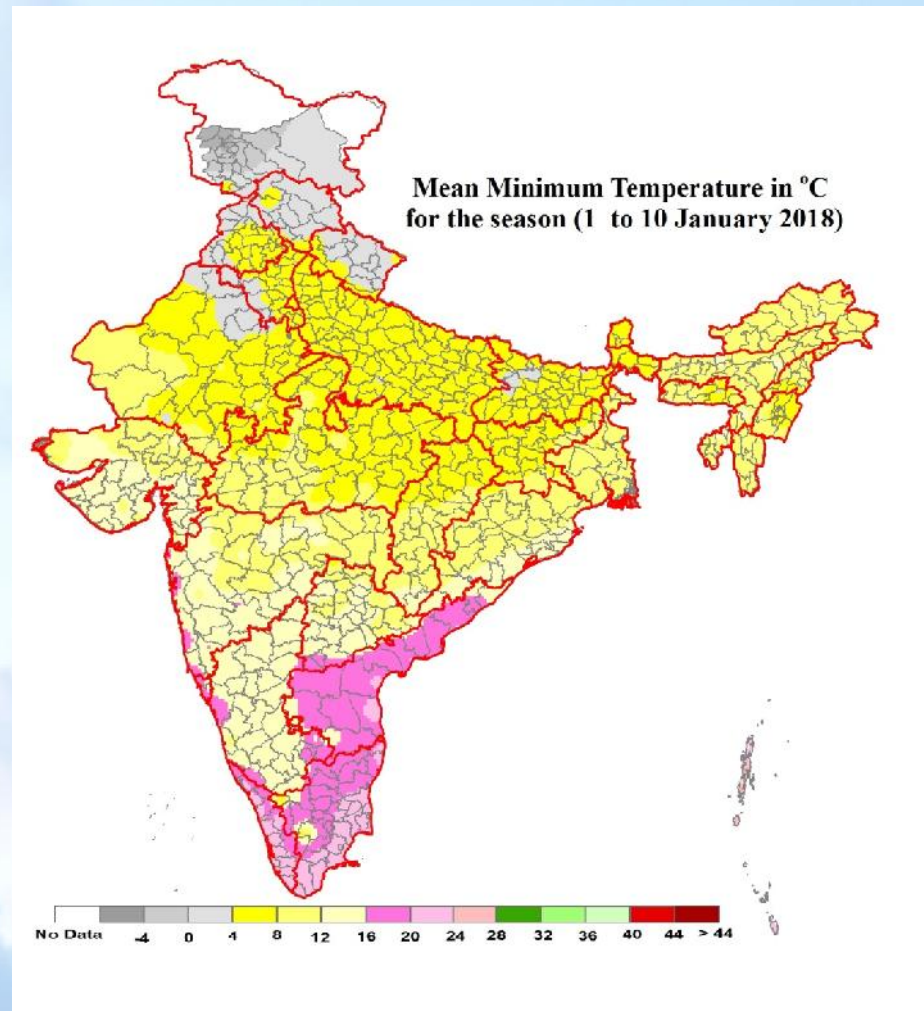 Mean Minimum Temperature in °C
for the season (1 to 10 January 2018)
No Data -4 0 4 8 12 16 20 24 28 32 36 40 44 > 44